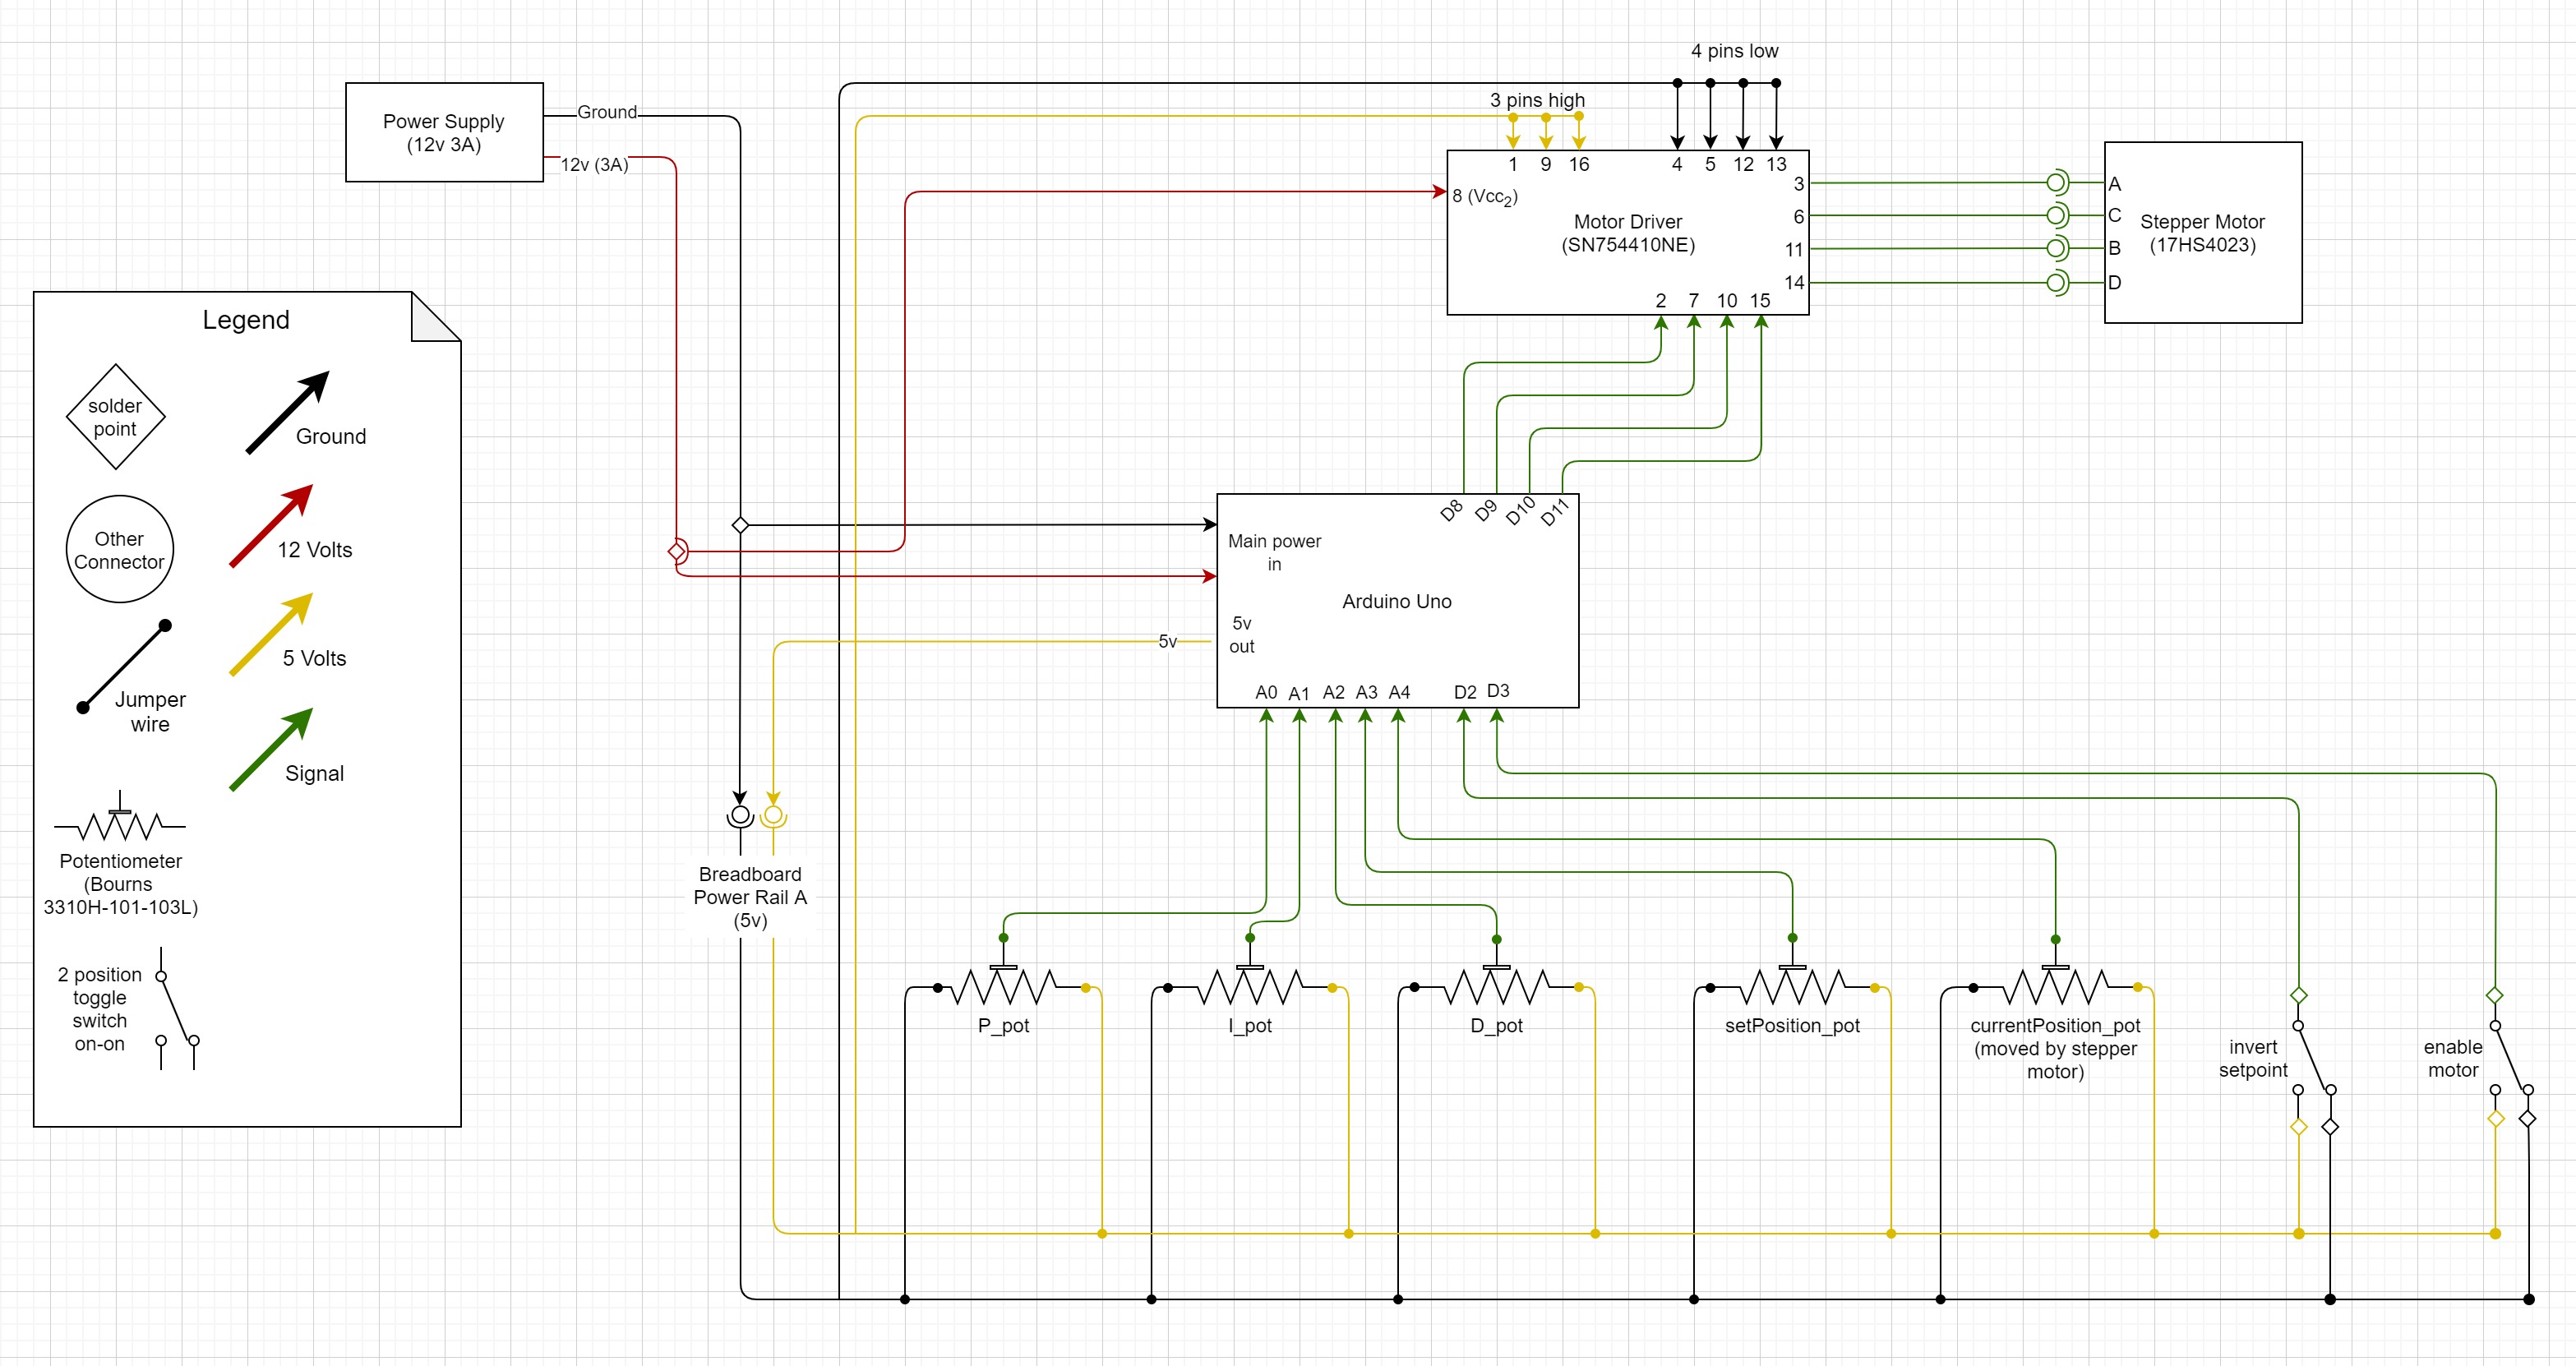 4 pins low
Power Supply
(12v 3A)
Ground
12v (3A)
3 pins high
1 9 16 4 5 12 13
8 (Vcc2)
Motor Driver
(SN754410NE)
3
6
11
14
2 7 10 15
A
C
B
D
Stepper Motor
(17HS4023)
Legend
solder
point
Ground
Other
Connector
12 Volts
5 Volts
Jumper
wire
Signal
Potentiometer
(Bourns
3310H-101-103L)
2 position
toggle
switch
on-on
D8 D9 D10 D11
Main power
in
Arduino Uno
5v
out
5v
A0 A1 A2 A3 A4 D2 D3
Breadboard
Power Rail A
(5v)
P_pot
I_pot
D_pot
setPosition_pot
currentPosition_pot
(moved by stepper
motor)
invert
setpoint
enable
motor